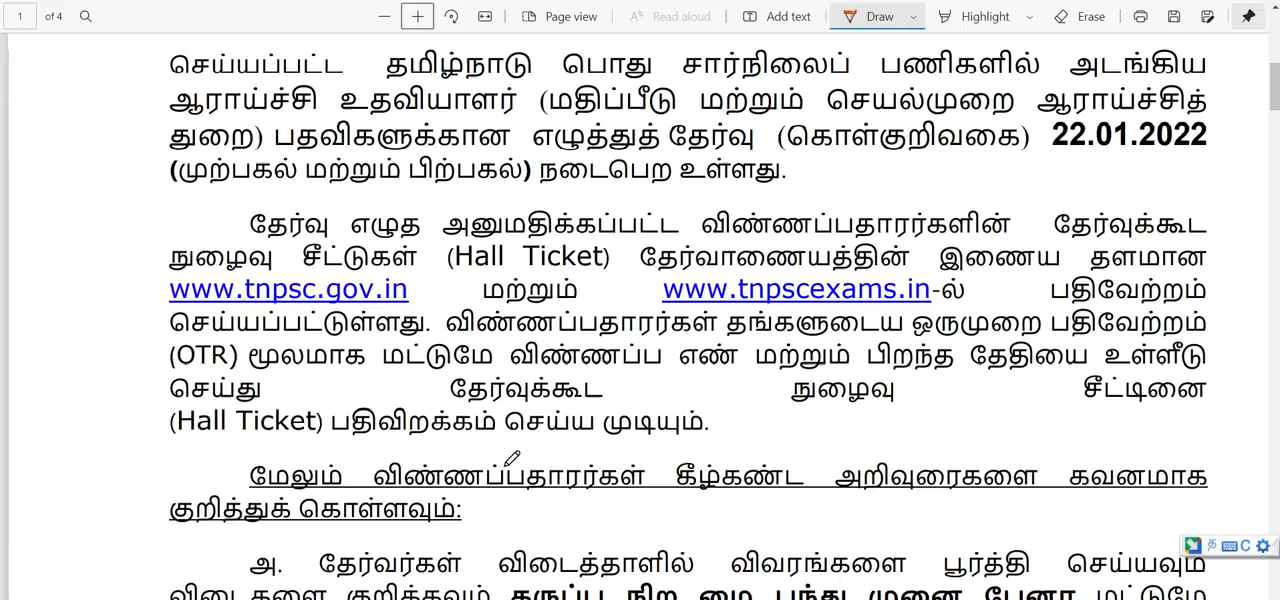 1 of 4 Page view Read aloud Add text Draw Highlight Erase
செய்யப்பட்ட தமிழ்நாடு பொது சார்நிலைப் பணிகளில் அடங்கிய
ஆராய்ச்சி உதவியாளர் (மதிப்பீடு மற்றும் செயல்முறை ஆராய்ச்சித்
துறை) பதவிகளுக்கான எழுத்துத் தேர்வு (கொள்குறிவகை) 22.01.2022
(முற்பகல் மற்றும் பிற்பகல்) நடைபெற உள்ளது.
தேர்வு எழுத அனுமதிக்கப்பட்ட விண்ணப்பதாரர்களின் தேர்வுக்கூட
நுழைவு சீட்டுகள் (Hall Ticket) தேர்வாணையத்தின் இணைய தளமான
www.tnpsc.gov.in மற்றும் www.tnpscexams.in-ல் பதிவேற்றம்
செய்யப்பட்டுள்ளது. விண்ணப்பதாரர்கள் தங்களுடைய ஒருமுறை பதிவேற்றம்
(OTR) மூலமாக மட்டுமே விண்ணப்ப எண் மற்றும் பிறந்த தேதியை உள்ளீடு
செய்து தேர்வுக்கூட நுழைவு சீட்டினை
(Hall Ticket) பதிவிறக்கம் செய்ய முடியும்.
மேலும் விண்ணப்பதாரர்கள் கீழ்கண்ட அறிவுரைகளை கவனமாக
குறித்துக் கொள்ளவும்:
அ. தேர்வர்கள் விடைத்தாளில் விவரங்களை பூர்த்தி செய்யவும்
விடைகளை குறிக்கவும் கருப்பு நிற மை பந்து முனை பேனா மட்டுமே